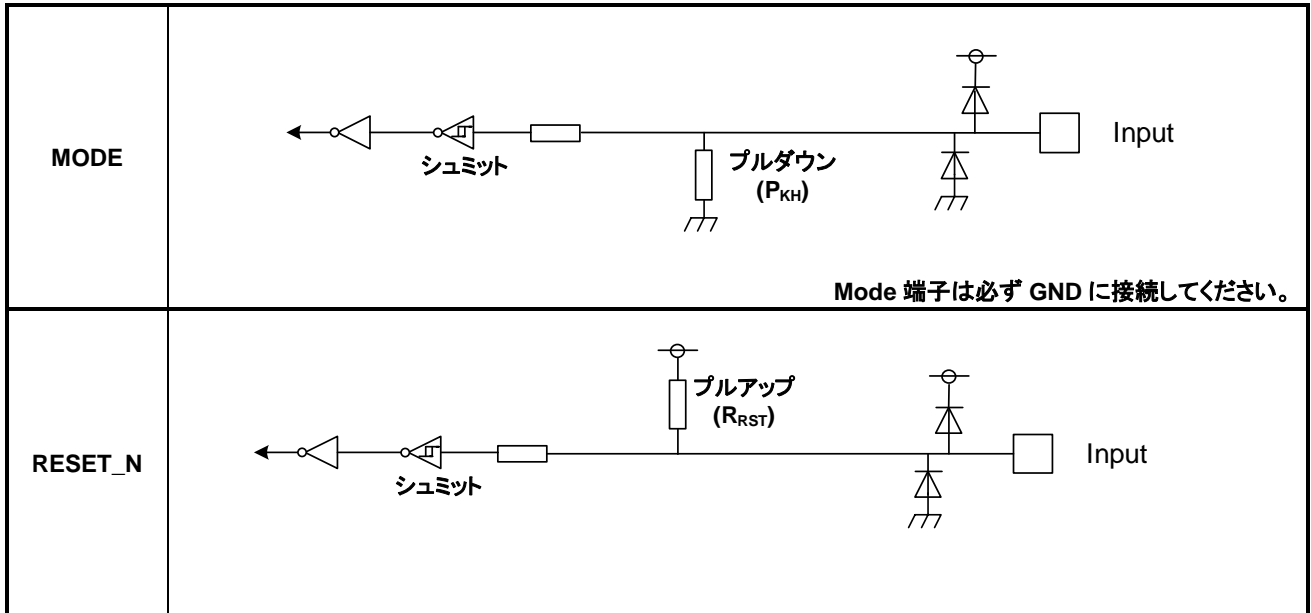 MODE
シュミット
プルダウン
(PKH)
Input
Mode 端子は必ず GND に接続してください。
RESET_N
シュミット
プルアップ
(RRST)
Input